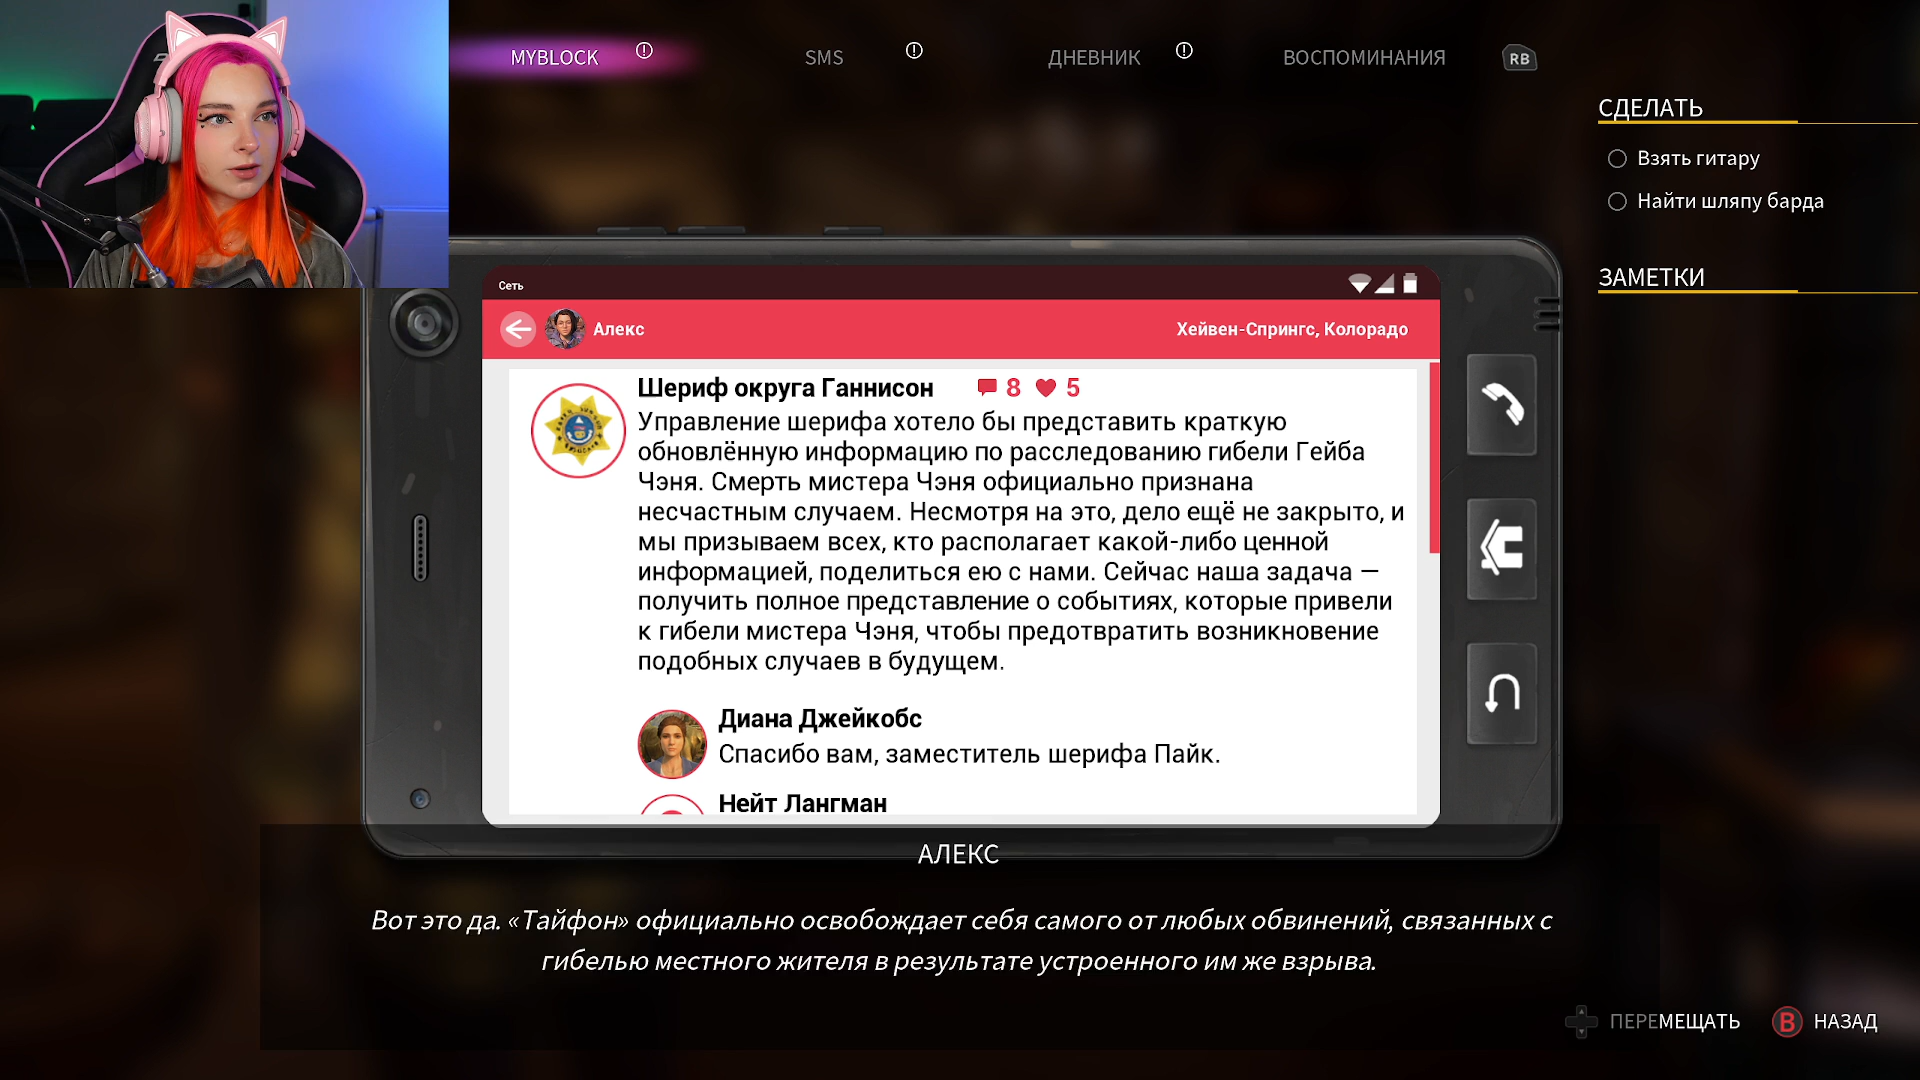 MYBLOCK
SMS
ДНЕВНИК
ВОСПОМИНАНИЯ
RB
СДЕЛАТЬ
Взять гитару
Найти шляпу барда
ЗАМЕТКИ
Сеть
Алекс
Хейвен-Спрингс, Колорадо
Шериф округа Ганнисон 8 5
Управление шерифа хотело бы представить краткую
обновлённую информацию по расследованию гибели Гейба
Чэня. Смерть мистера Чэня официально признана
несчастным случаем. Несмотря на это, дело ещё не закрыто, и
мы призываем всех, кто располагает какой-либо ценной
информацией, поделиться ею с нами. Сейчас наша задача —
получить полное представление о событиях, которые привели
к гибели мистера Чэня, чтобы предотвратить возникновение
подобных случаев в будущем.
Диана Джейкобс
Спасибо вам, заместитель шерифа Пайк.
Нейт Лангман
АЛЕКС
Вот это да. «Тайфон» официально освобождает себя самого от любых обвинений, связанных с
гибелью местного жителя в результате устроенного им же взрыва.
ПЕРЕМЕЩАТЬ
B НАЗАД